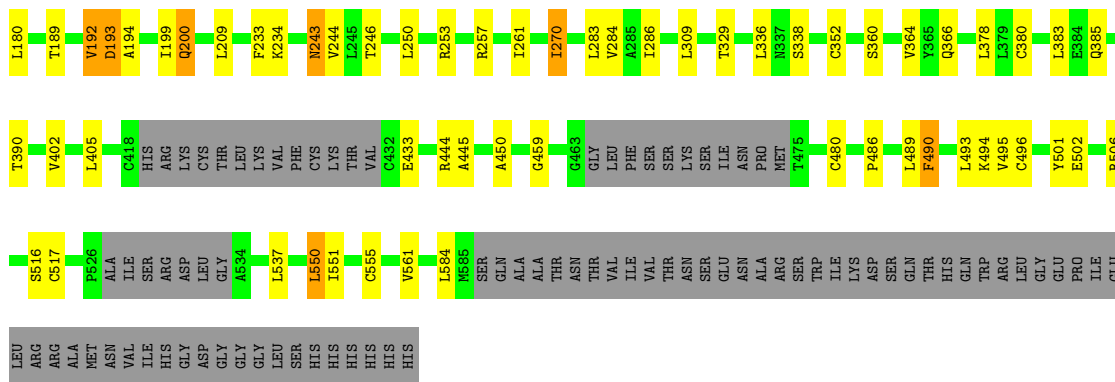 L180 T189 V192 D193 A194 I199 Q200 L209 F233 K234 N243 V244 L245 T246 L250 R253 R257 I261 I270 L283 V284 A285 I286 L309 T329 L336 N337 S338 C352 S360 V364 Y365 Q366 L378 L379 C380 L383 E384 Q385
T390 V402 L405 C418 HIS ARG LYS CYS THR LEU LYS VAL PHE CYS LYS THR VAL C432 E433 R444 A445 A450 G459 G463 GLY LEU PHE SER SER LYS SER ILE ASN PRO MET T475 C480 P486 L489 F490 L493 K494 V495 C496 Y501 E502
S516 C517 P526 ALA ILE SER ARG ASP LEU GLY A534 L537 L550 I551 C555 V561 L584 M585 SER GLN ALA ALA THR ASN THR VAL ILE VAL THR ASN SER GLU ASN ALA ARG SER TRP ILE LYS ASP SER GLN THR HIS GLN TRP ARG LEU GLY GLU PRO ILE
LEU ARG ARG ALA MET ASN VAL ILE HIS GLY ASP GLY GLY LEU SER HIS HIS HIS HIS HIS HIS